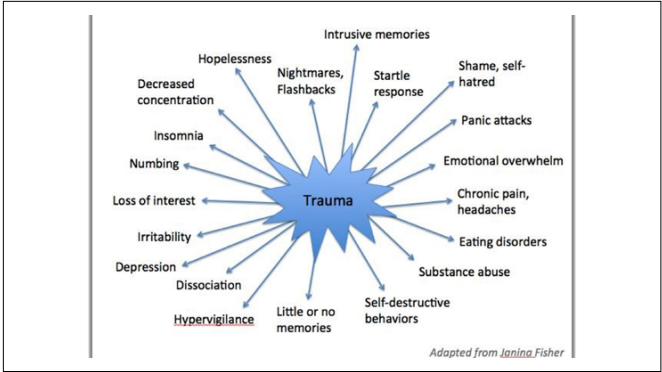 Intrusive memories
Hopelessness
Nightmares,
Flashbacks
Startle
response
Shame, self-
hatred
Decreased
concentration
Panic attacks
Insomnia
Emotional overwhelm
Numbing
Trauma
Loss of interest
Chronic pain,
headaches
Irritability
Eating disorders
Depression
Substance abuse
Dissociation
Self-destructive
behaviors
Hypervigilance
Little or no
memories
Adapted from Janina Fisher